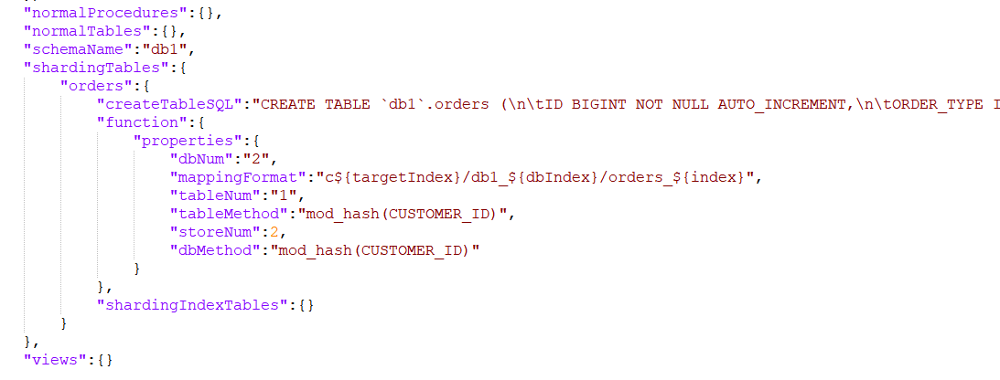 "normalProcedures":{},
"normalTables":{},
"schemaName":"db1",
"shardingTables":{
"orders":{
"createTableSQL":"CREATE TABLE `db1`.orders (\n\tID BIGINT NOT NULL AUTO_INCREMENT,\n\tORDER_TYPE I
"function":{
"properties":{
"dbNum":"2",
"mappingFormat":"c${targetIndex}/db1_${dbIndex}/orders_${index}",
"tableNum":"1",
"tableMethod":"mod_hash(CUSTOMER_ID)",
"storeNum":2,
"dbMethod":"mod_hash(CUSTOMER_ID)"
}
},
"shardingIndexTables":{}
}
},
"views":{}